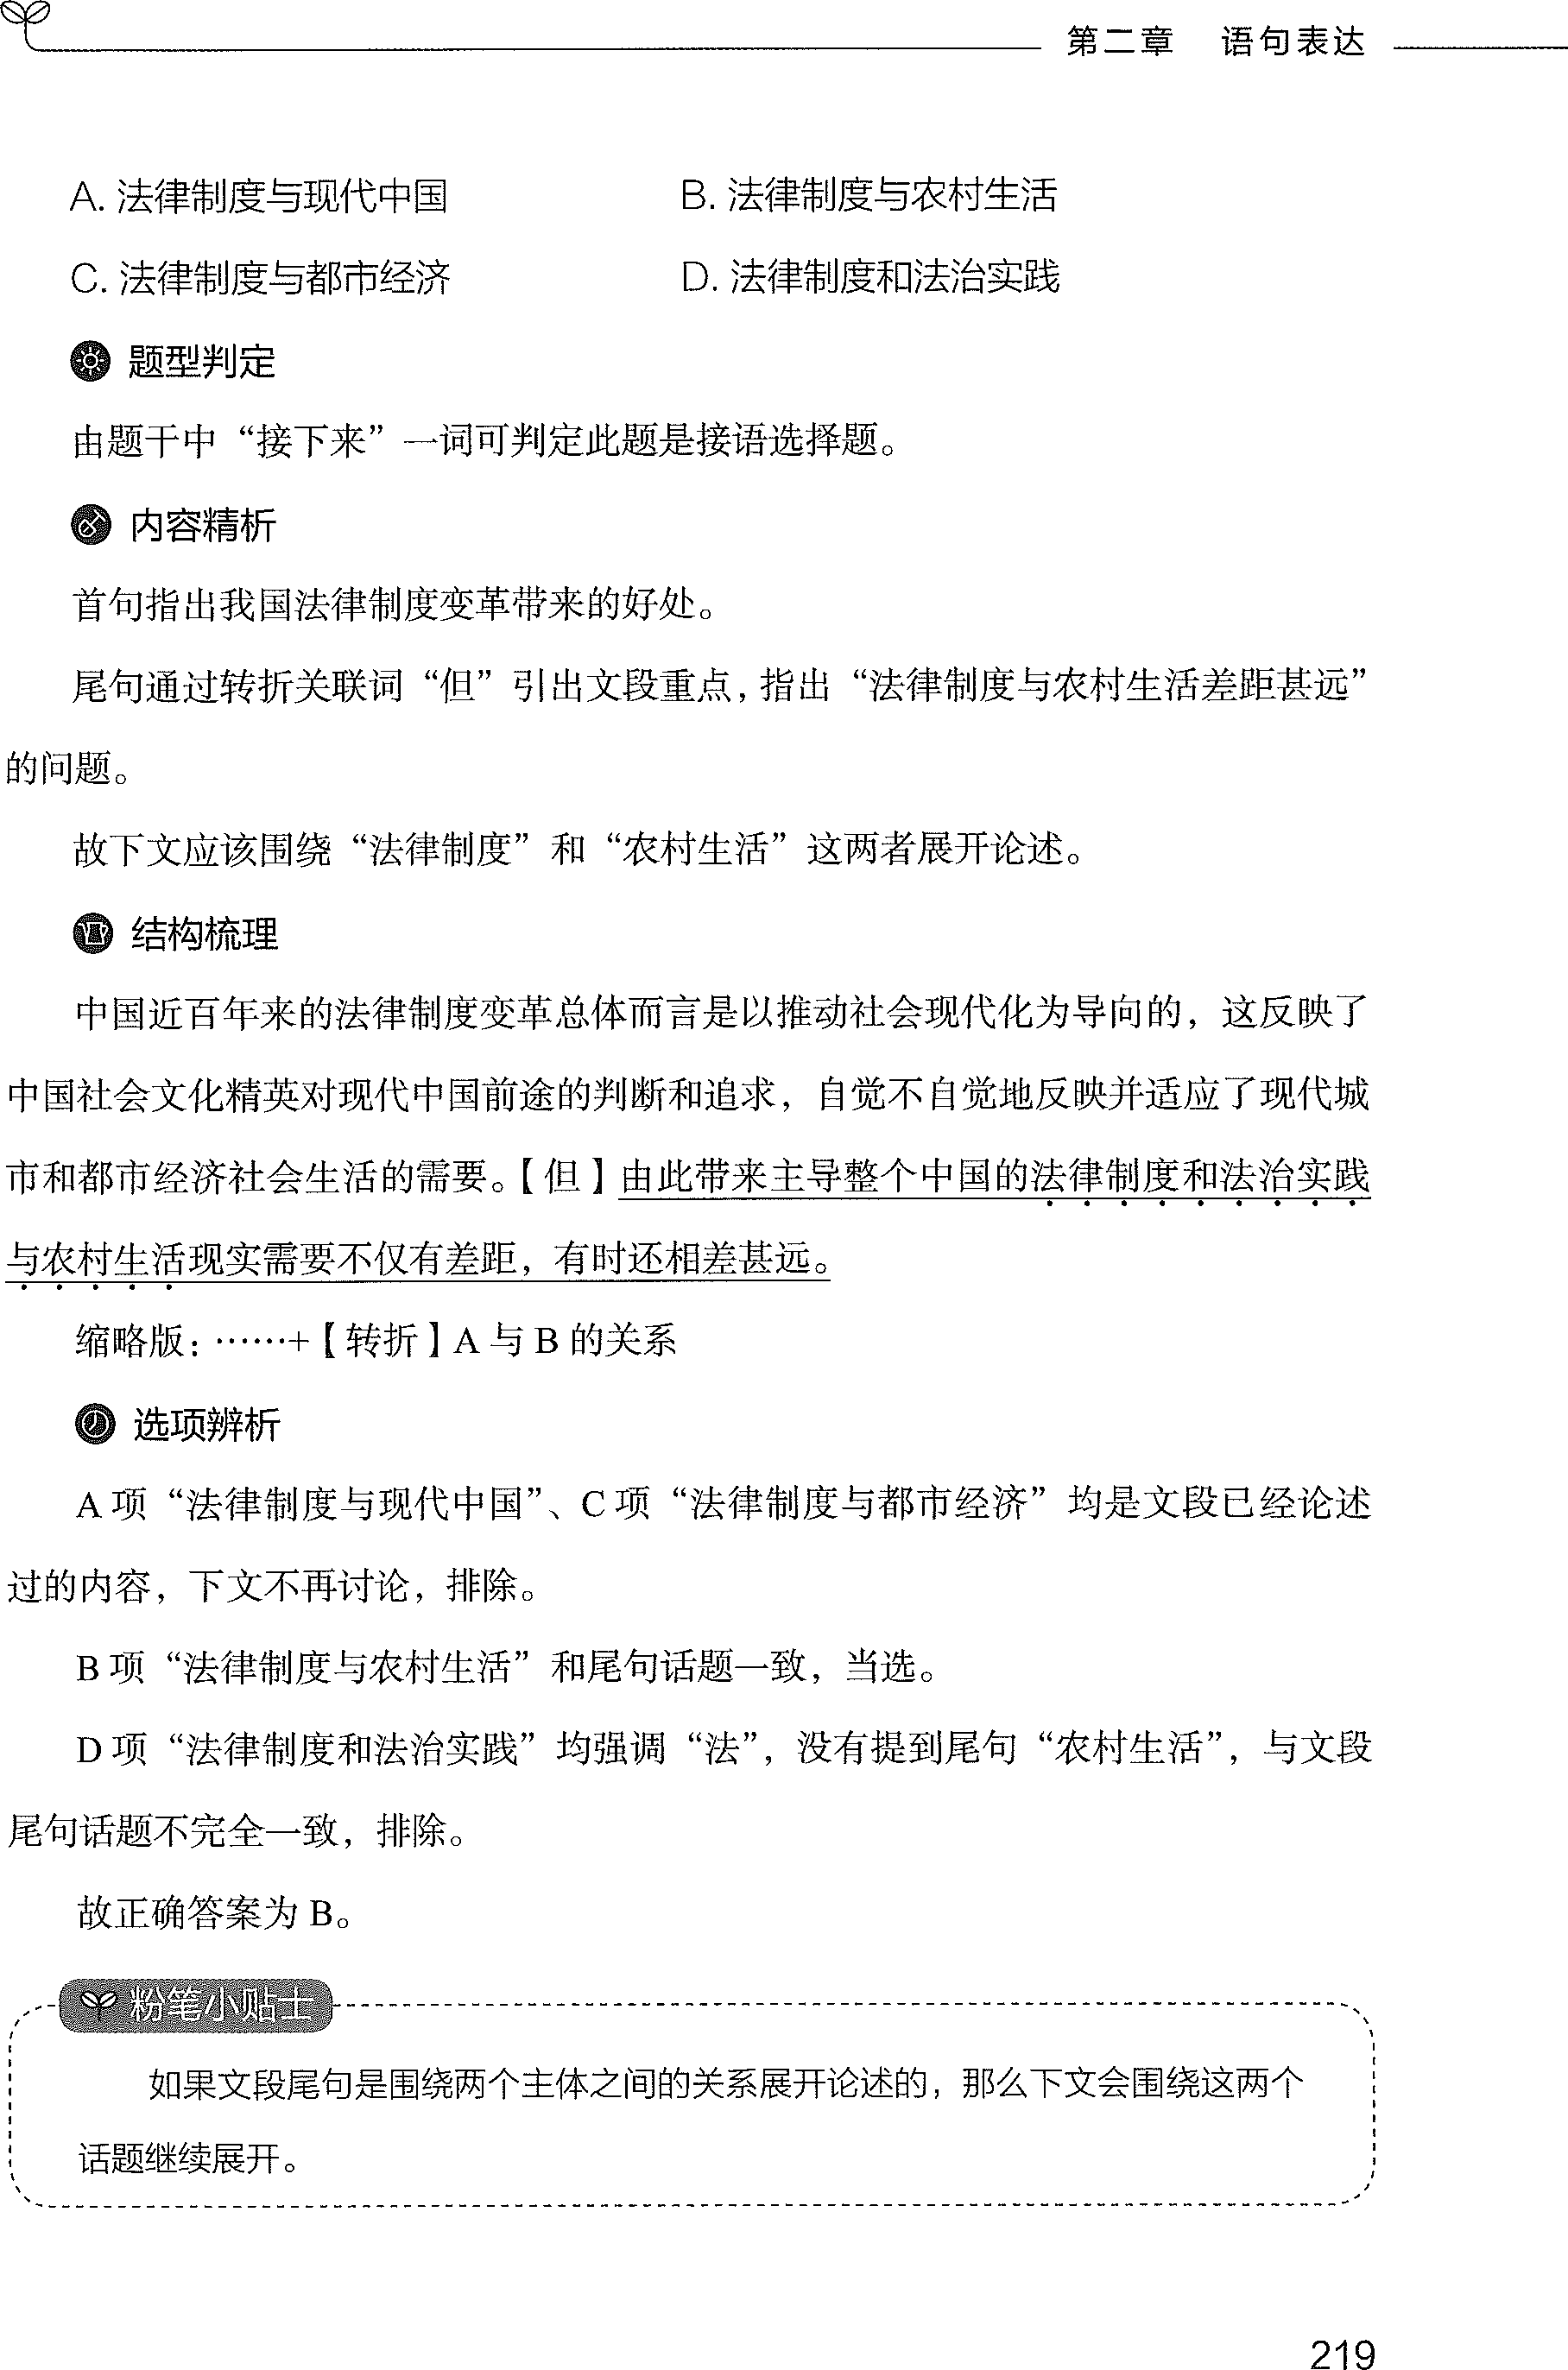 第二章 语句表达
A. 法律制度与现代中国 B. 法律制度与农村生活
C. 法律制度与都市经济 D. 法律制度和法治实践
题型判定
由题干中“接下来”一词可判定此题是接语选择题。
内容精析
首句指出我国法律制度变革带来的好处。
尾句通过转折关联词“但”引出文段重点，指出“法律制度与农村生活差距甚远”
的问题。
故下文应该围绕“法律制度”和“农村生活”这两者展开论述。
结构梳理
中国近百年来的法律制度变革总体而言是以推动社会现代化为导向的，这反映了
中国社会文化精英对现代中国前途的判断和追求，自觉不自觉地反映并适应了现代城
市和都市经济社会生活的需要。【但】由此带来主导整个中国的法律制度和法治实践
与农村生活现实需要不仅有差距，有时还相差甚远。
缩略版：……+【转折】A 与 B 的关系
选项辨析
A 项“法律制度与现代中国”、C 项“法律制度与都市经济”均是文段已经论述
过的内容，下文不再讨论，排除。
B 项“法律制度与农村生活”和尾句话题一致，当选。
D 项“法律制度和法治实践”均强调“法”，没有提到尾句“农村生活”，与文段
尾句话题不完全一致，排除。
故正确答案为 B。
粉笔小贴士
如果文段尾句是围绕两个主体之间的关系展开论述的，那么下文会围绕这两个
话题继续展开。
219